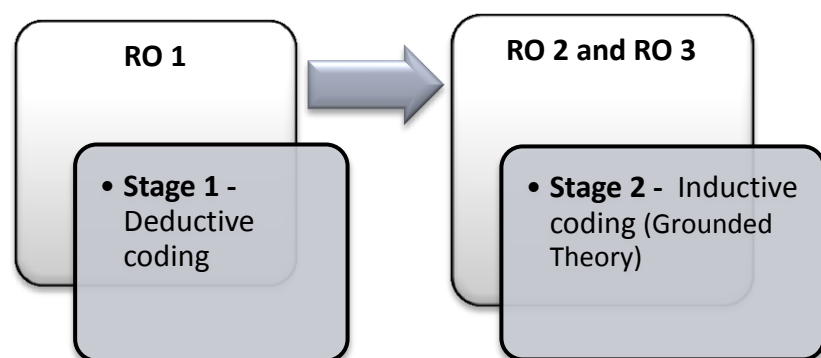 RO 1
• Stage 1 -
Deductive
coding
RO 2 and RO 3
• Stage 2 - Inductive
coding (Grounded
Theory)